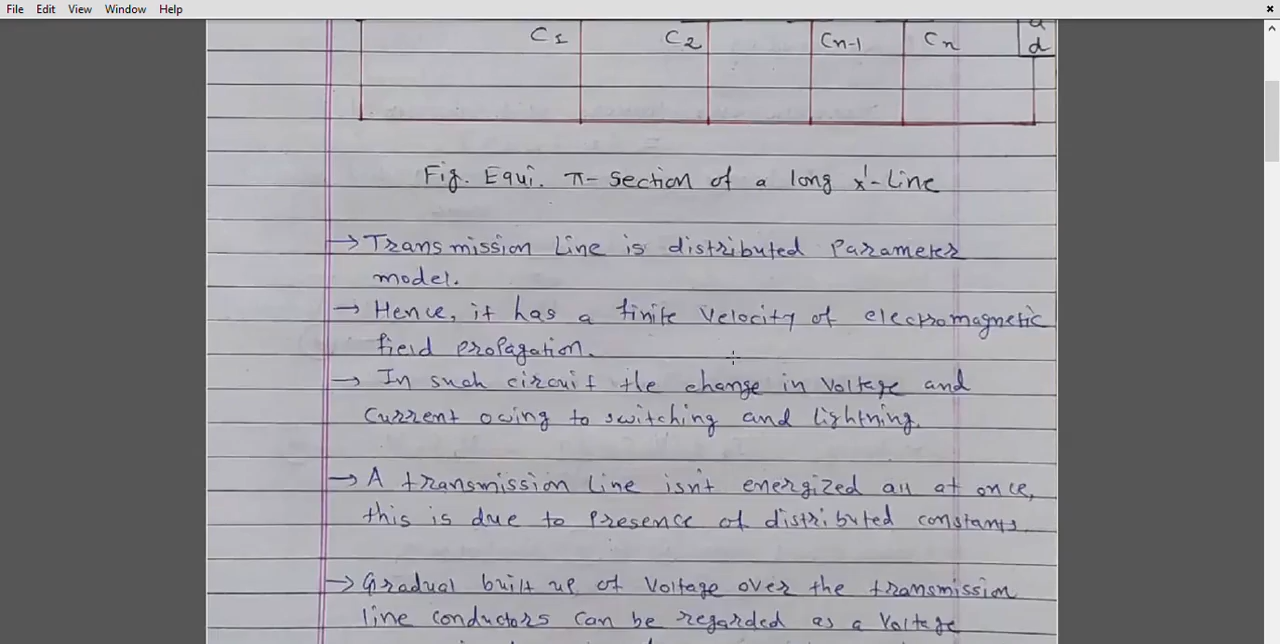 File Edit View Window Help
C1 C2 Cn-1 Cn d
Fig. Equi. π- Section of a long x'-Line
→ Transmission Line is distributed Parameter
model.
→ Hence, it has a finite velocity of electromagnetic
field propagation.
→ In such circuit the change in Voltage and
Current owing to switching and lightning.
→ A transmission Line isn't energized all at once,
this is due to Presence of distributed constants.
→ Gradual built up of Voltage over the transmission
line conductors can be regarded as a Voltage